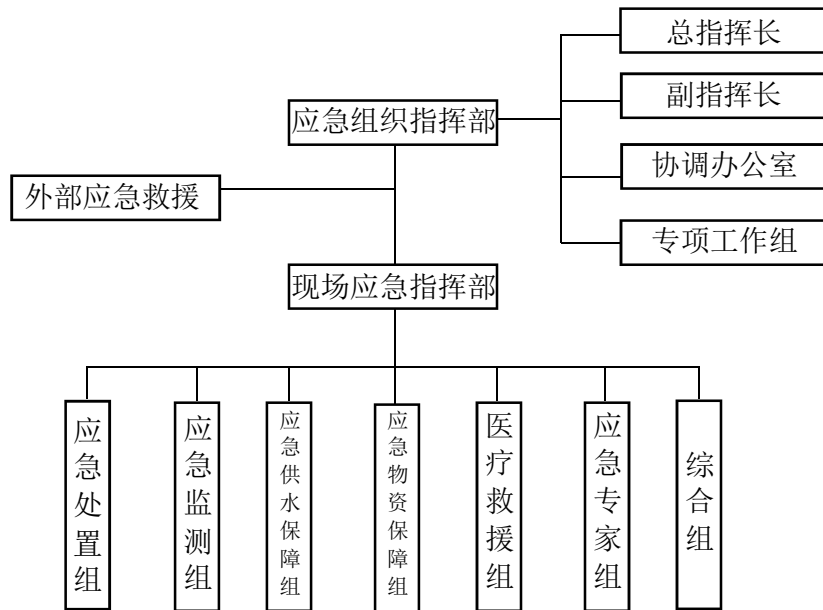 总指挥长
副指挥长
应急组织指挥部
协调办公室
外部应急救援
专项工作组
现场应急指挥部
应急处置组
应急监测组
应急供水保障组
应急物资保障组
医疗救援组
应急专家组
综合组